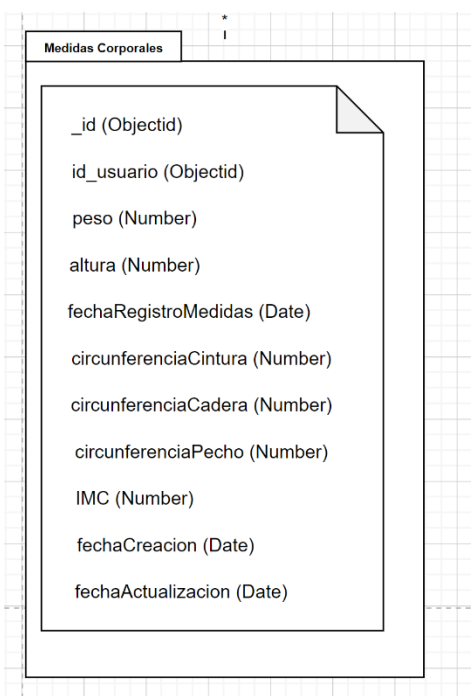 *
Medidas Corporales
_id (Objectid)
id_usuario (Objectid)
peso (Number)
altura (Number)
fechaRegistroMedidas (Date)
circunferenciaCintura (Number)
circunferenciaCadera (Number)
circunferenciaPecho (Number)
IMC (Number)
fechaCreacion (Date)
fechaActualizacion (Date)